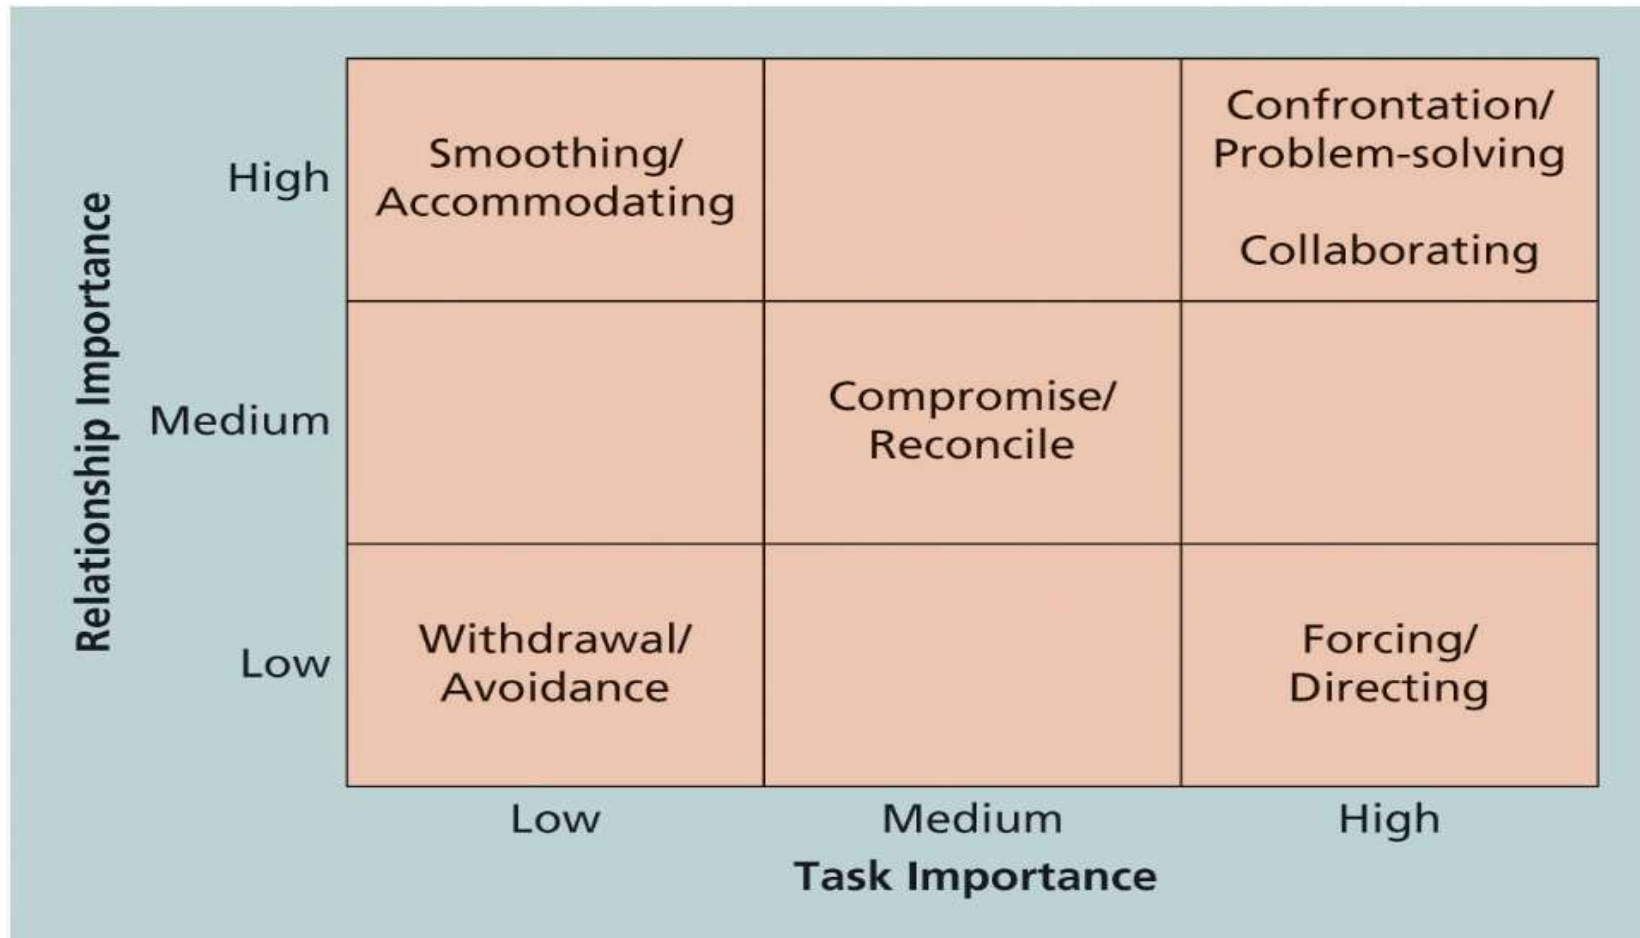 Relationship Importance
High
Smoothing/
Accommodating
Confrontation/
Problem-solving
Collaborating
Medium
Compromise/
Reconcile
Low
Withdrawal/
Avoidance
Forcing/
Directing
Low
Medium
High
Task Importance